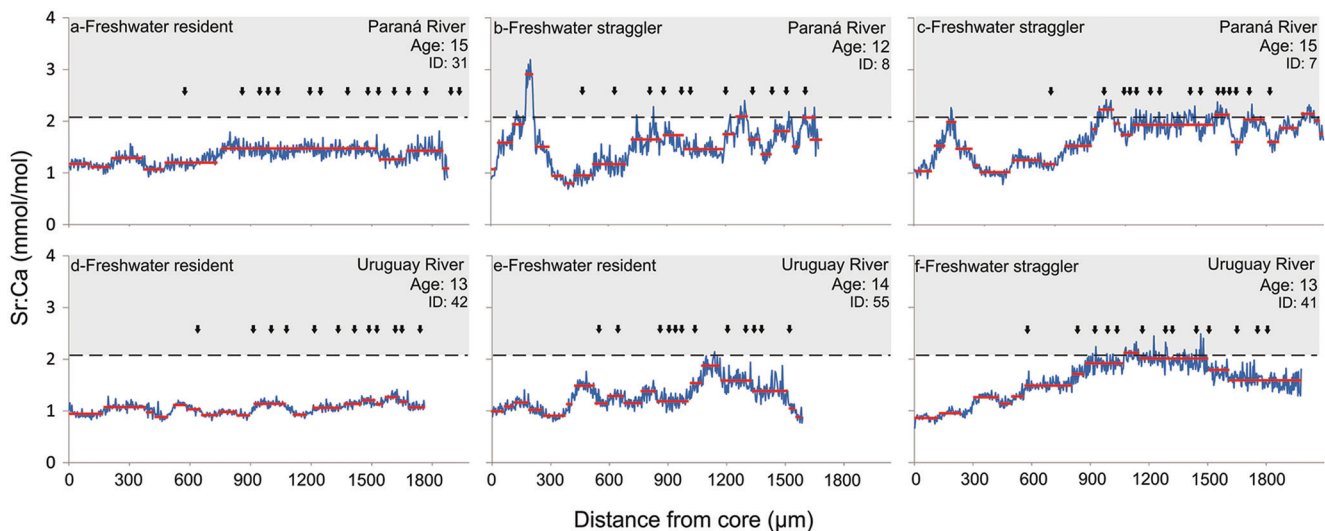 4
3
2
1
0
a-Freshwater resident
Paraná River
Age: 15
ID: 31
b-Freshwater straggler
Paraná River
Age: 12
ID: 8
c-Freshwater straggler
Paraná River
Age: 15
ID: 7
Sr:Ca (mmol/mol)
4
3
2
1
0
d-Freshwater resident
Uruguay River
Age: 13
ID: 42
e-Freshwater resident
Uruguay River
Age: 14
ID: 55
f-Freshwater straggler
Uruguay River
Age: 13
ID: 41
0 300 600 900 1200 1500 1800
0 300 600 900 1200 1500 1800
0 300 600 900 1200 1500 1800
Distance from core (µm)